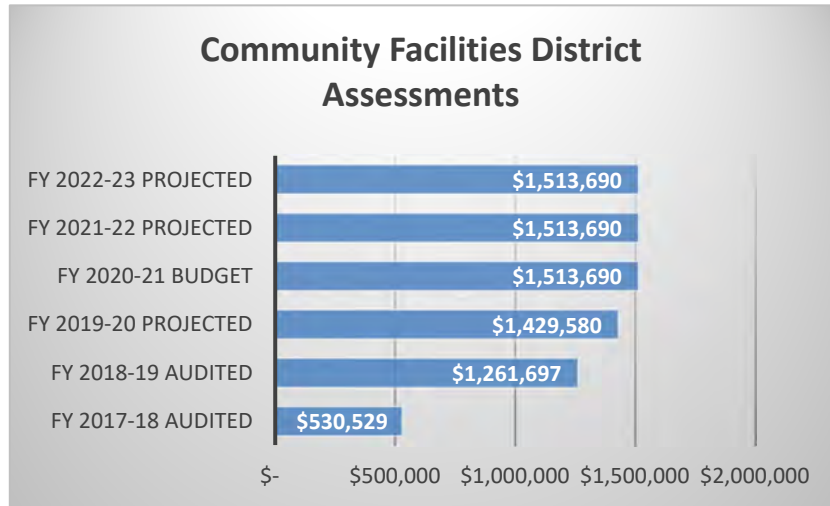 Community Facilities District
Assessments
FY 2022-23 PROJECTED $1,513,690
FY 2021-22 PROJECTED $1,513,690
FY 2020-21 BUDGET $1,513,690
FY 2019-20 PROJECTED $1,429,580
FY 2018-19 AUDITED $1,261,697
FY 2017-18 AUDITED $530,529
$- $500,000 $1,000,000 $1,500,000 $2,000,000